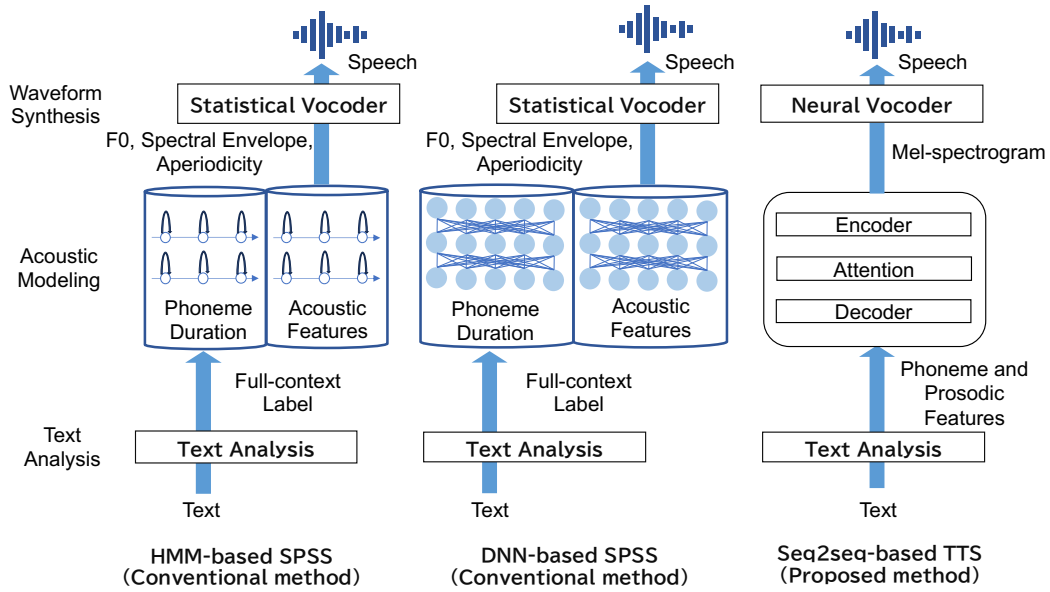 Speech
Speech
Speech
Waveform
Synthesis
Statistical Vocoder
Statistical Vocoder
Neural Vocoder
F0, Spectral Envelope,
Aperiodicity
F0, Spectral Envelope,
Aperiodicity
Mel-spectrogram
Acoustic
Modeling
Phoneme
Duration
Acoustic
Features
Phoneme
Duration
Acoustic
Features
Encoder
Attention
Decoder
Full-context
Label
Full-context
Label
Phoneme and
Prosodic
Features
Text
Analysis
Text Analysis
Text Analysis
Text Analysis
Text
Text
Text
HMM-based SPSS
(Conventional method)
DNN-based SPSS
(Conventional method)
Seq2seq-based TTS
(Proposed method)